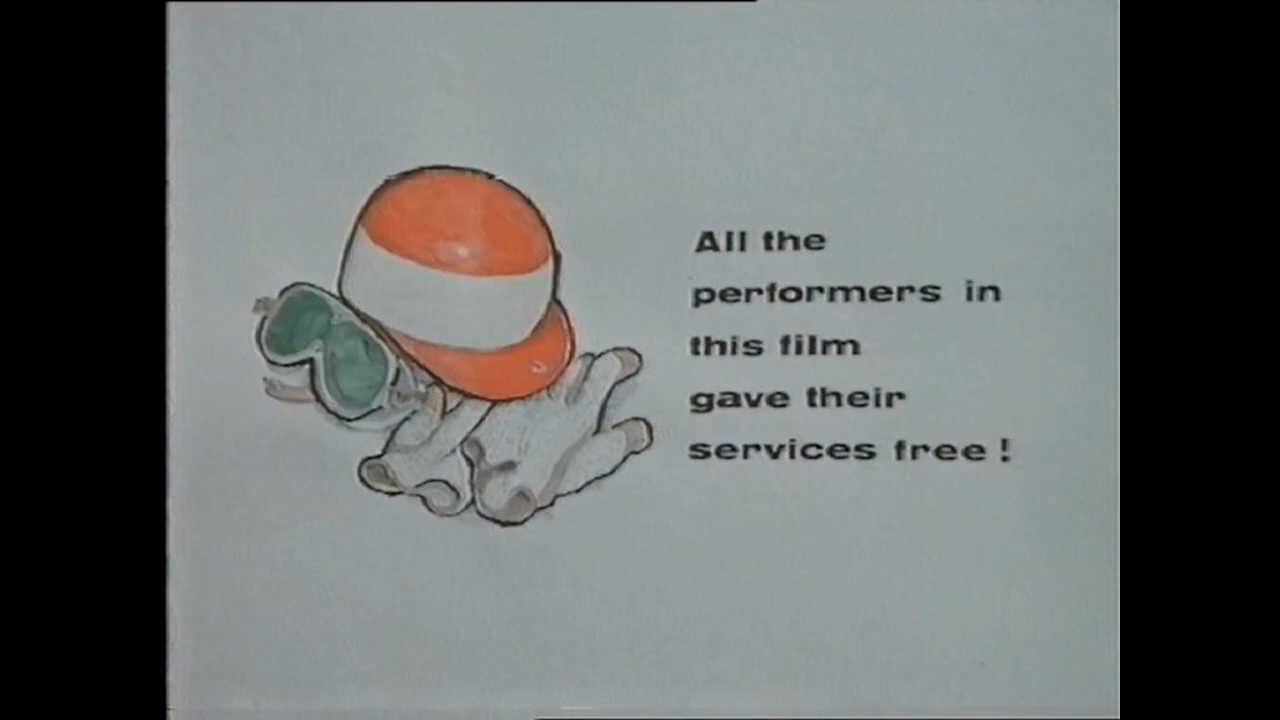 All the
performers in
this film
gave their
services free !